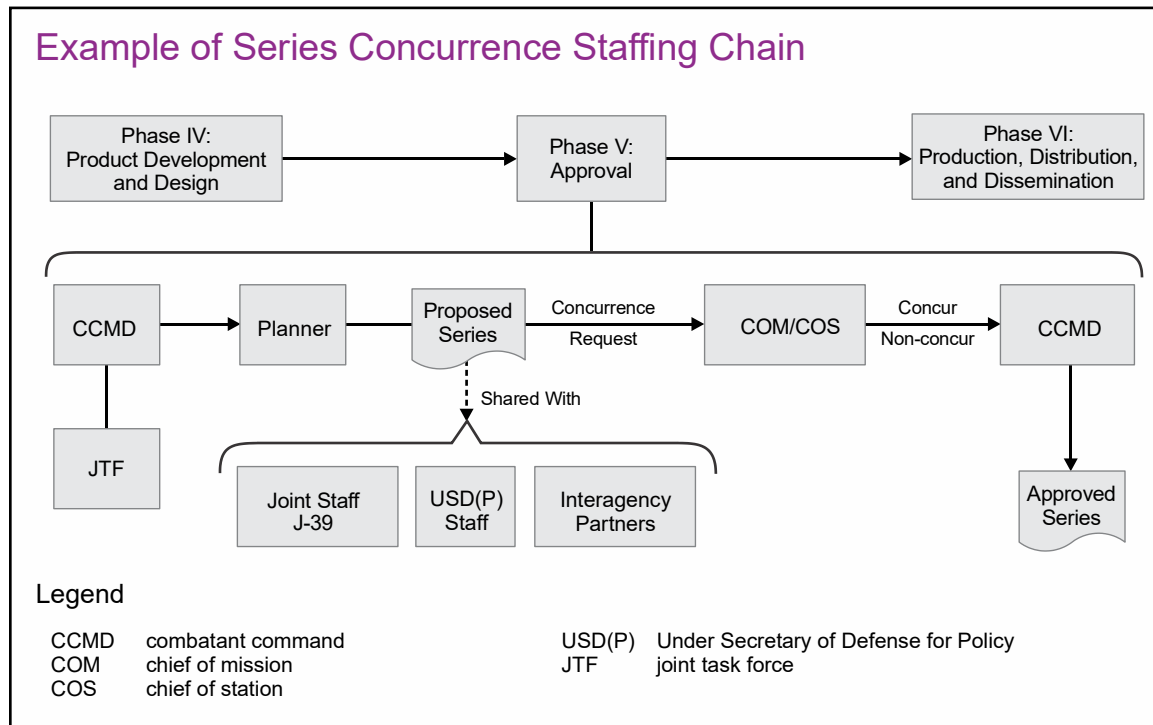 Example of Series Concurrence Staffing Chain
Phase IV:
Product Development
and Design
Phase V:
Approval
Phase VI:
Production, Distribution,
and Dissemination
CCMD
Planner
Proposed
Series
Concurrence
Request
COM/COS
Concur
Non-concur
CCMD
Shared With
JTF
Joint Staff
J-39
USD(P)
Staff
Interagency
Partners
Approved
Series
Legend
CCMD combatant command
COM chief of mission
COS chief of station
USD(P) Under Secretary of Defense for Policy
JTF joint task force